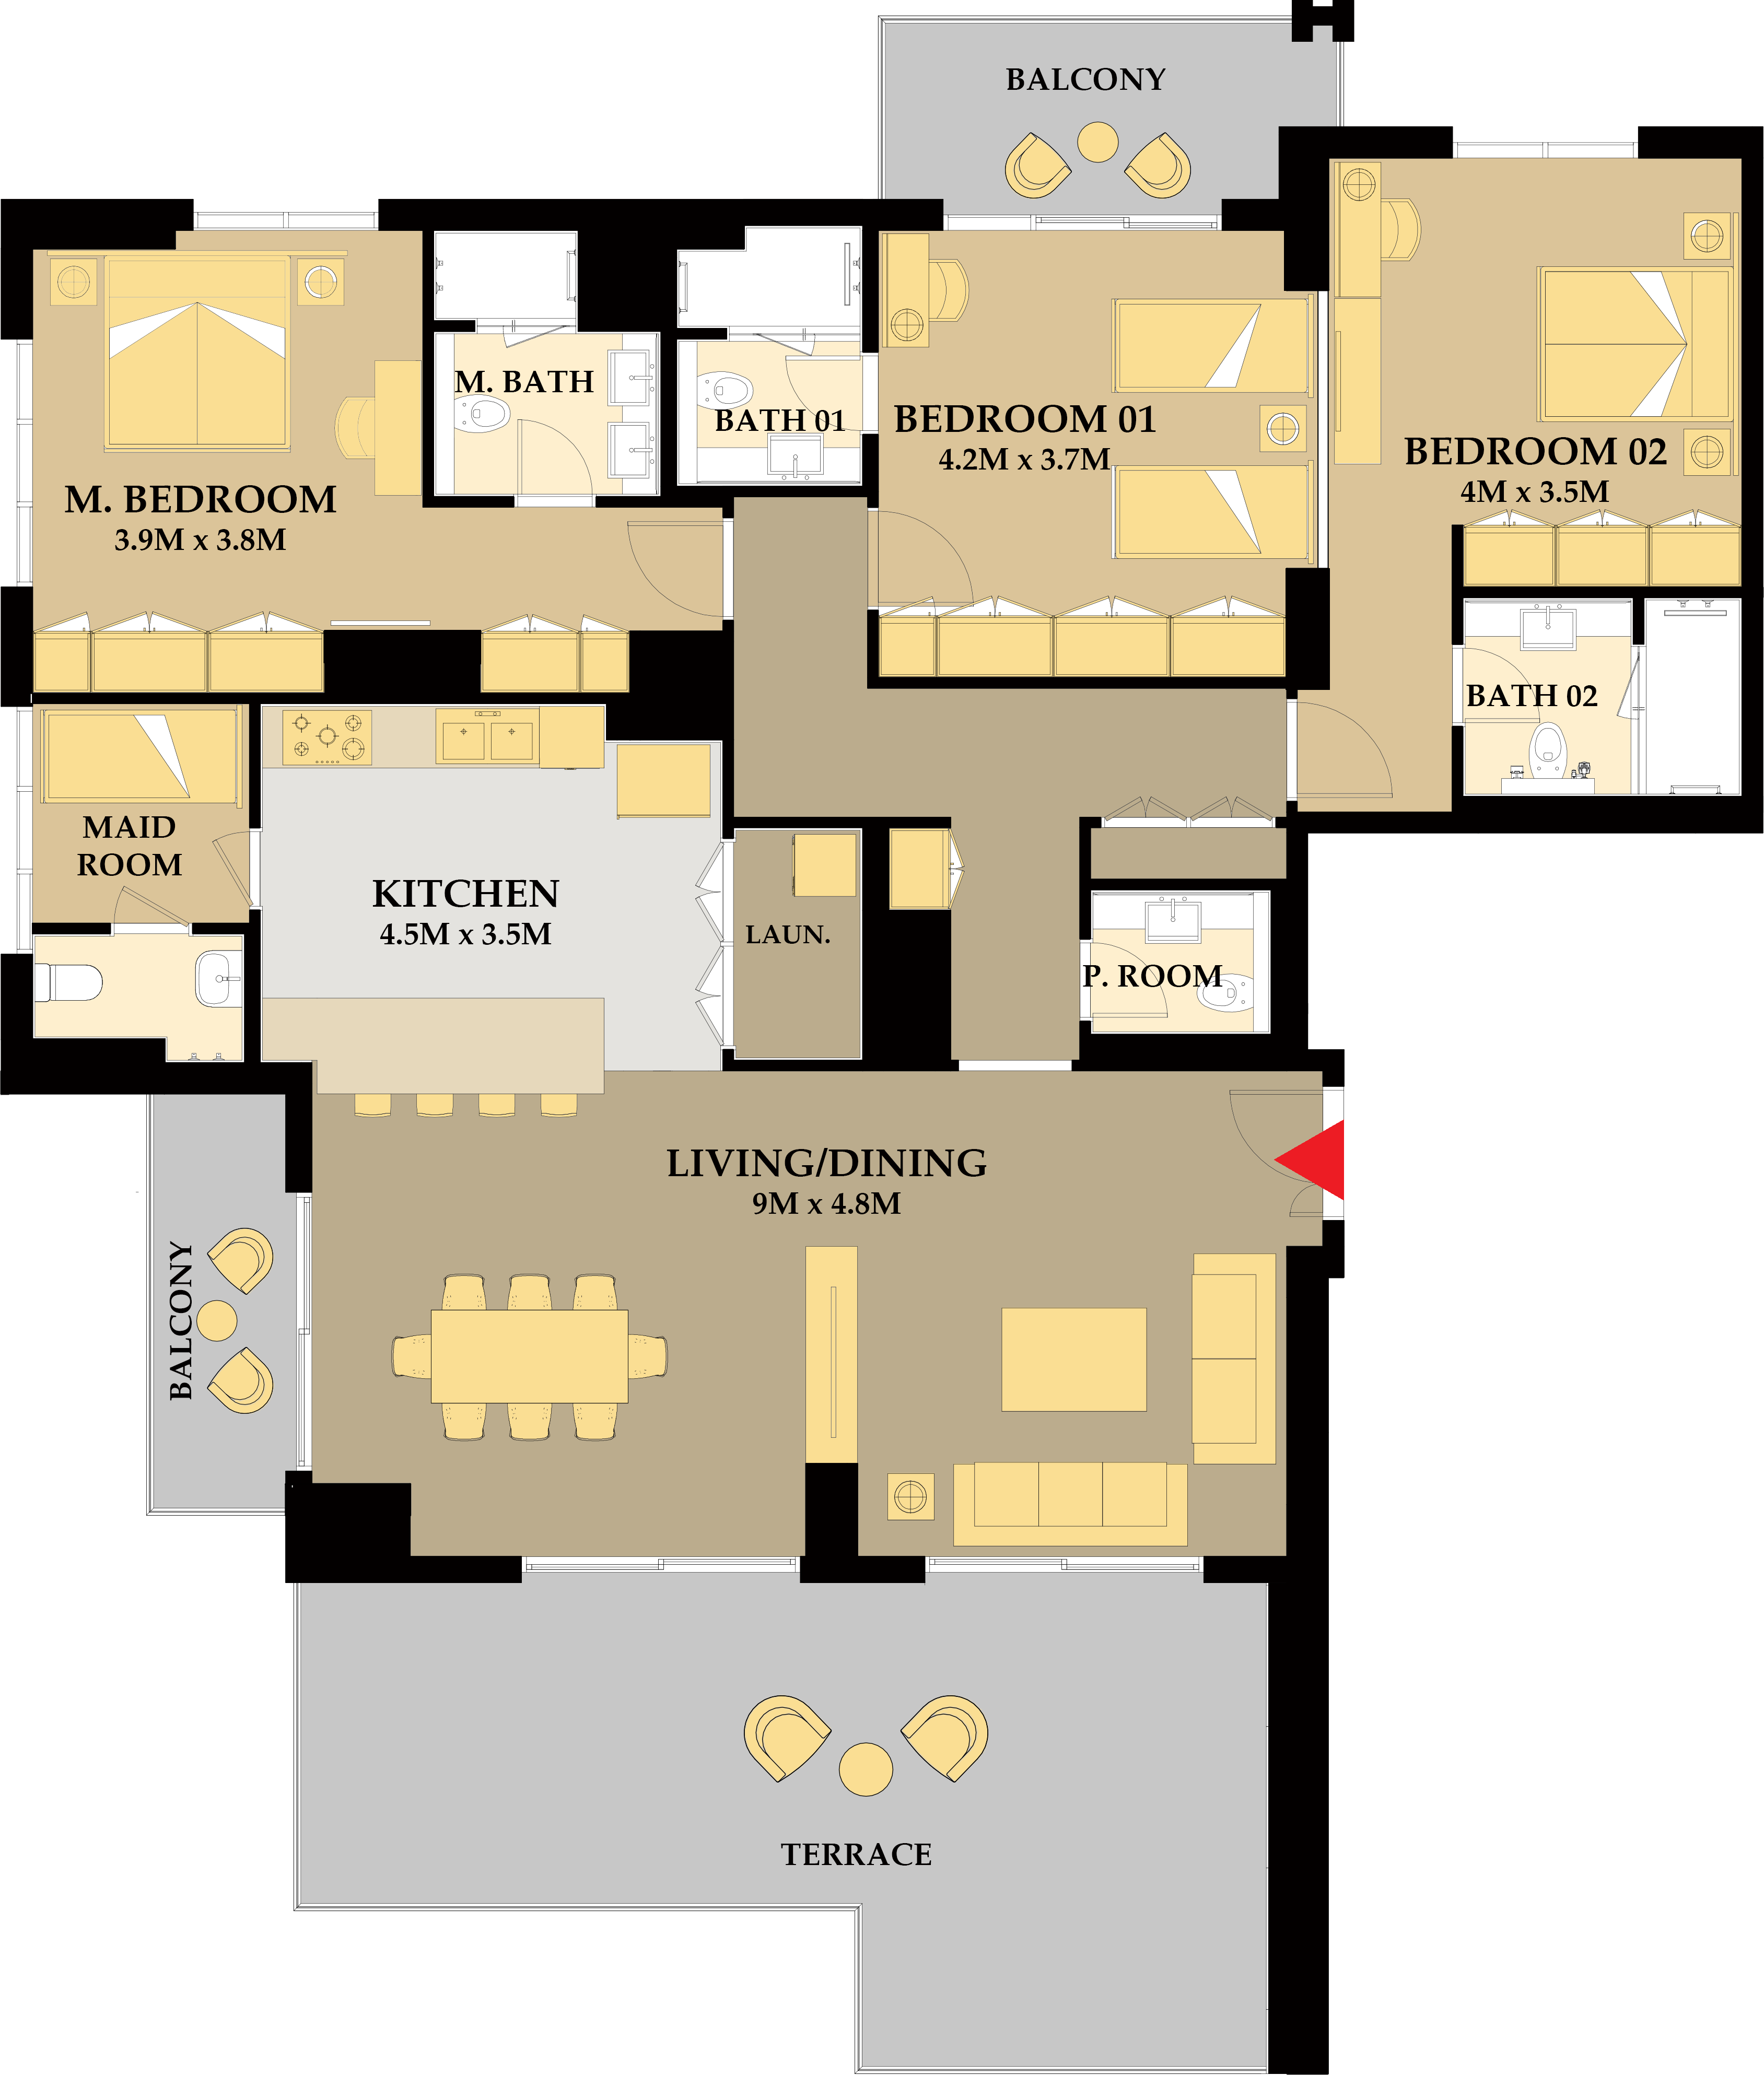 BALCONY
M. BATH
BATH 01
BEDROOM 01
4.2M x 3.7M
BEDROOM 02
4M x 3.5M
M. BEDROOM
3.9M x 3.8M
BATH 02
MAID
ROOM
KITCHEN
4.5M x 3.5M
LAUN.
P. ROOM
LIVING/DINING
9M x 4.8M
BALCONY
TERRACE